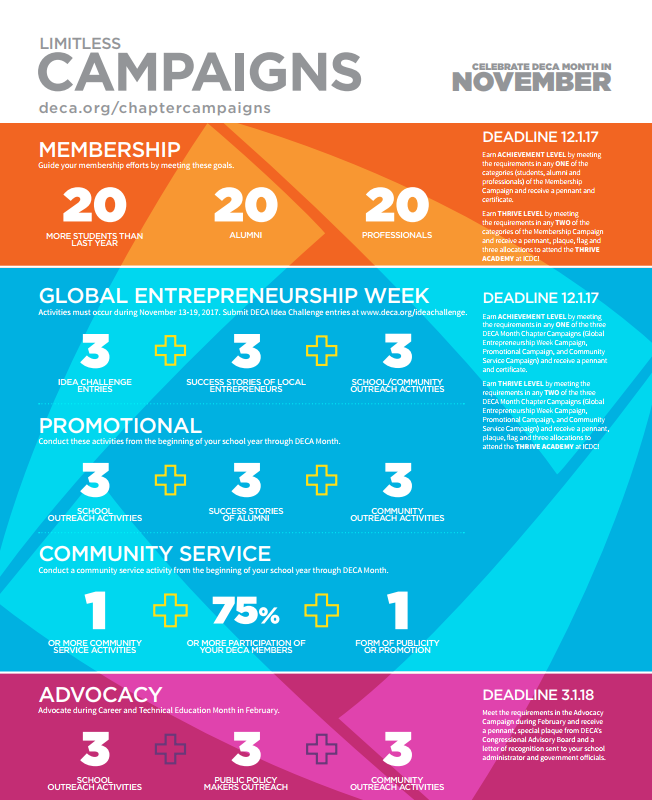 LIMITLESS
CAMPAIGNS
deca.org/chaptercampaigns
CELEBRATE DECA MONTH IN
NOVEMBER
MEMBERSHIP
Guide your membership efforts by meeting these goals.
20
MORE STUDENTS THAN
LAST YEAR
20
ALUMNI
20
PROFESSIONALS
DEADLINE 12.1.17
Earn ACHIEVEMENT LEVEL by meeting
the requirements in any ONE of the
categories (students, alumni and
professionals) of the Membership
Campaign and receive a pennant and
certificate.
Earn THRIVE LEVEL by meeting
the requirements in any TWO of the
categories of the Membership Campaign
and receive a pennant, plaque, flag and
three allocations to attend the THRIVE
ACADEMY at ICDC!
GLOBAL ENTREPRENEURSHIP WEEK
Activities must occur during November 13-19, 2017. Submit DECA Idea Challenge entries at www.deca.org/ideachallenge.
3
IDEA CHALLENGE
ENTRIES
3
SUCCESS STORIES OF LOCAL
ENTREPRENEURS
3
SCHOOL/COMMUNITY
OUTREACH ACTIVITIES
DEADLINE 12.1.17
Earn ACHIEVEMENT LEVEL by meeting
the requirements in any ONE of the three
DECA Month Chapter Campaigns (Global
Entrepreneurship Week Campaign,
Promotional Campaign, and Community
Service Campaign) and receive a pennant
and certificate.
Earn THRIVE LEVEL by meeting the
requirements in any TWO of the three
DECA Month Chapter Campaigns (Global
Entrepreneurship Week Campaign,
Promotional Campaign, and Community
Service Campaign) and receive a pennant,
plaque, flag and three allocations to
attend the THRIVE ACADEMY at ICDC!
PROMOTIONAL
Conduct these activities from the beginning of your school year through DECA Month.
3
SCHOOL
OUTREACH ACTIVITIES
3
SUCCESS STORIES
OF ALUMNI
3
COMMUNITY
OUTREACH ACTIVITIES
COMMUNITY SERVICE
Conduct a community service activity from the beginning of your school year through DECA Month.
1
OR MORE COMMUNITY
SERVICE ACTIVITIES
75%
OR MORE PARTICIPATION OF
YOUR DECA MEMBERS
1
FORM OF PUBLICITY
OR PROMOTION
ADVOCACY
Advocate during Career and Technical Education Month in February.
3
SCHOOL
OUTREACH ACTIVITIES
3
PUBLIC POLICY
MAKERS OUTREACH
3
COMMUNITY
OUTREACH ACTIVITIES
DEADLINE 3.1.18
Meet the requirements in the Advocacy
Campaign during February and receive
a pennant, special plaque from DECA's
Congressional Advisory Board and a
letter of recognition sent to your school
administrator and government officials.